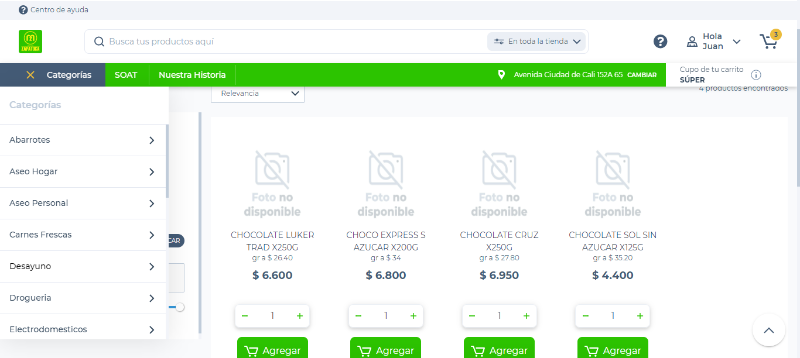 Centro de ayuda
Busca tus productos aquí
En toda la tienda
Hola
Juan
3
Categorías
SOAT
Nuestra Historia
Avenida Ciudad de Cali 152A 65 CAMBIAR
Cupo de tu carrito
SÚPER
Categorías
Relevancia
4 productos encontrados
Abarrotes
Aseo Hogar
Aseo Personal
Carnes Frescas
Desayuno
Drogueria
Electrodomesticos
CAR
Foto no
disponible
CHOCOLATE LUKER
TRAD X250G
gr a $ 26.40
$ 6.600
1
Agregar
Foto no
disponible
CHOCO EXPRESS S
AZUCAR X200G
gr a $ 34
$ 6.800
1
Agregar
Foto no
disponible
CHOCOLATE CRUZ
X250G
gr a $ 27.80
$ 6.950
1
Agregar
Foto no
disponible
CHOCOLATE SOL SIN
AZUCAR X125G
gr a $ 35.20
$ 4.400
1
Agregar